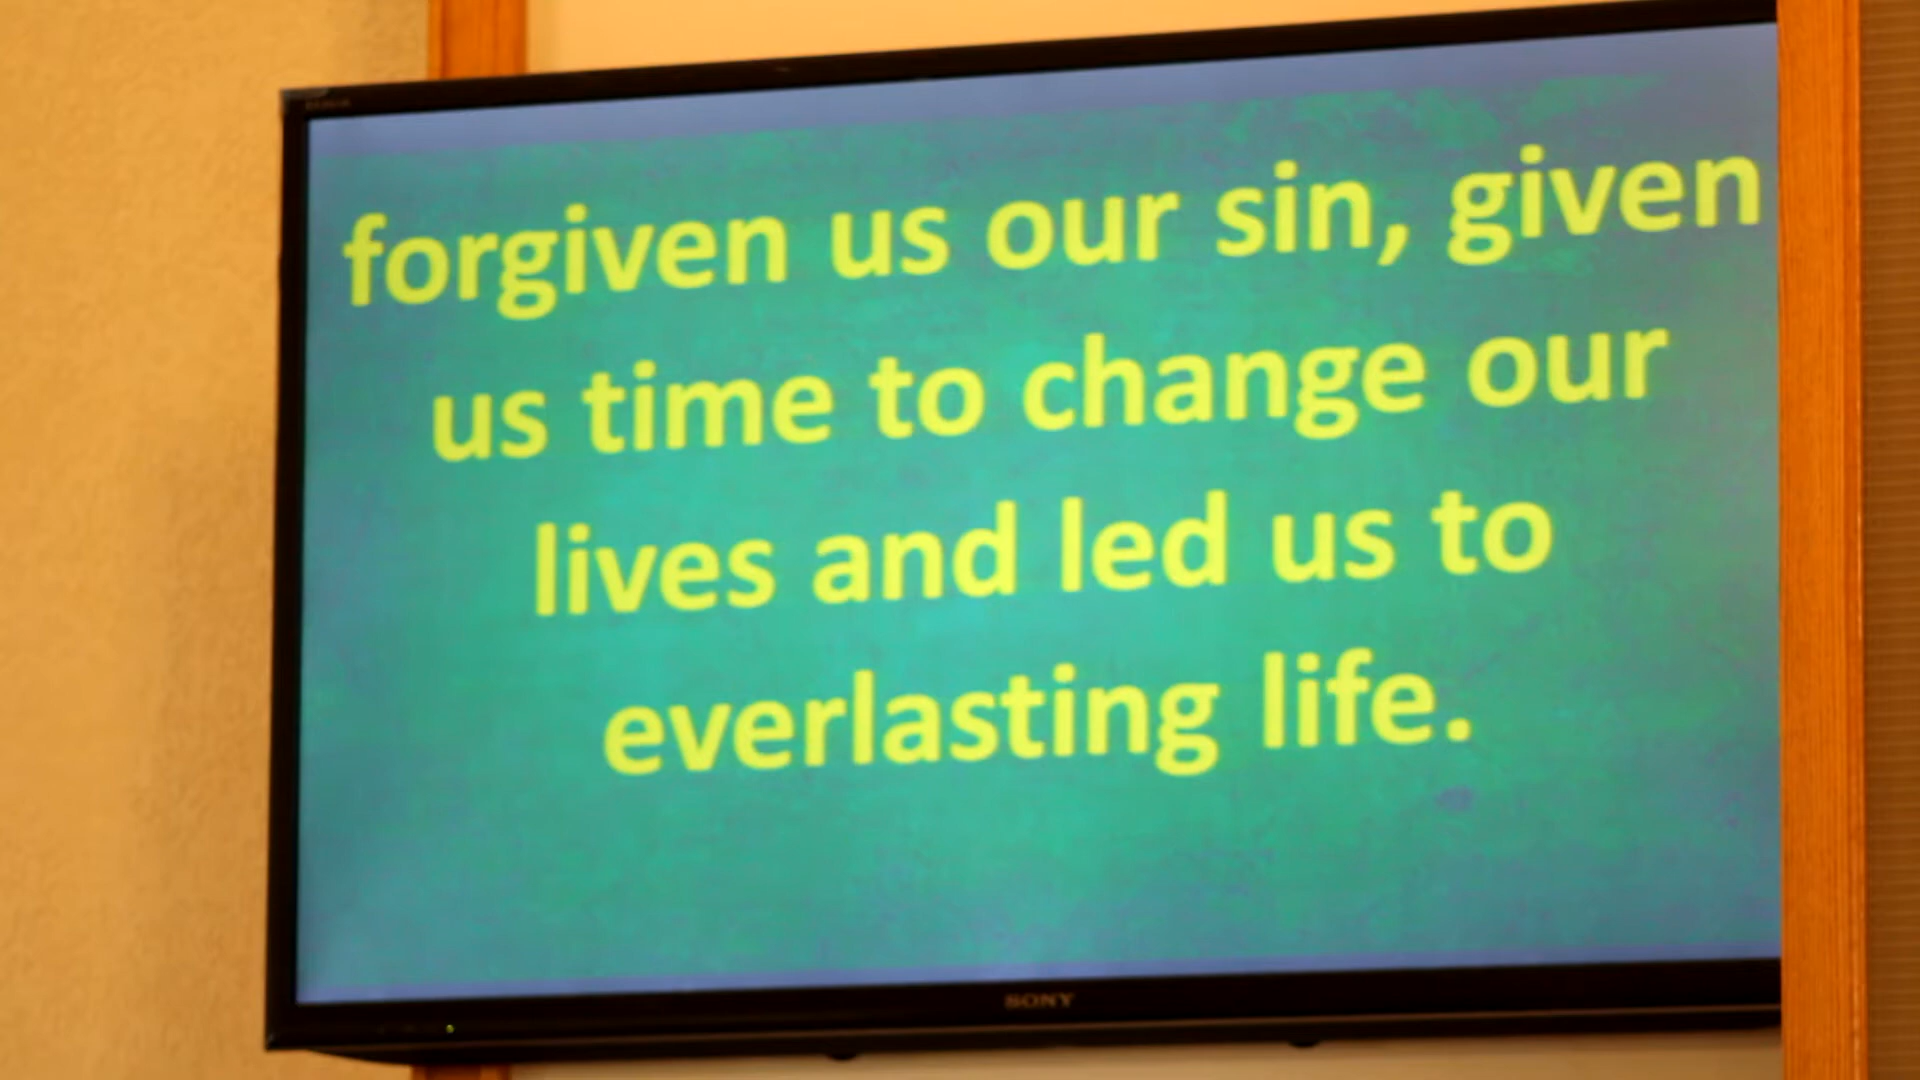 forgiven us our sin, given
us time to change our
lives and led us to
everlasting life.
SONY